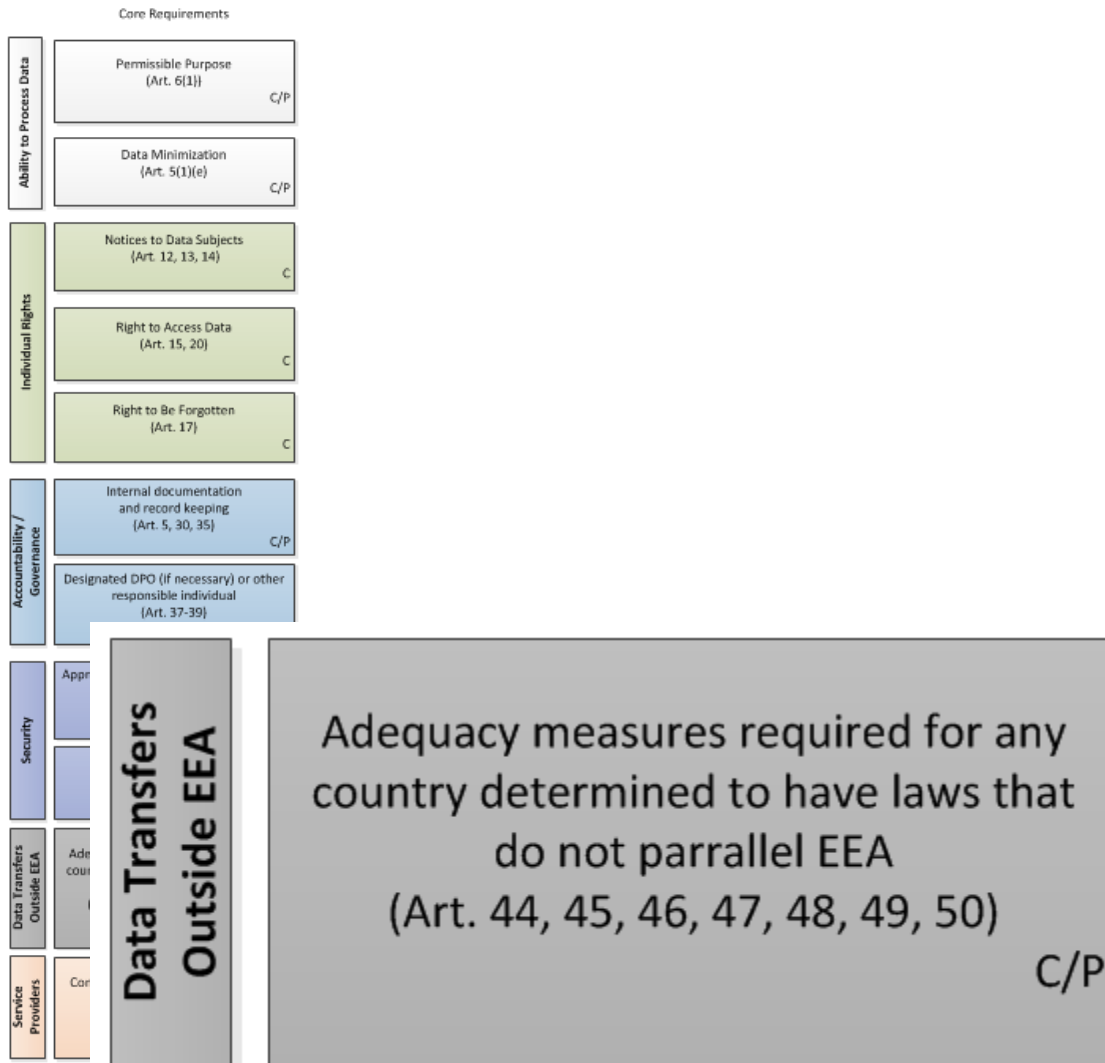 Core Requirements
Ability to Process Data
Permissible Purpose
(Art. 6(1))
C/P
Data Minimization
(Art. 5(1)(e)
C/P
Individual Rights
Notices to Data Subjects
(Art. 12, 13, 14)
C
Right to Access Data
(Art. 15, 20)
C
Right to Be Forgotten
(Art. 17)
C
Accountability /
Governance
Internal documentation
and record keeping
(Art. 5, 30, 35)
C/P
Designated DPO (if necessary) or other
responsible individual
(Art. 37-39)
Security
Appr
Data Transfers
Outside EEA
Ade
cour
Service
Providers
Cor
Data Transfers
Outside EEA
Adequacy measures required for any
country determined to have laws that
do not parrallel EEA
(Art. 44, 45, 46, 47, 48, 49, 50)
C/P